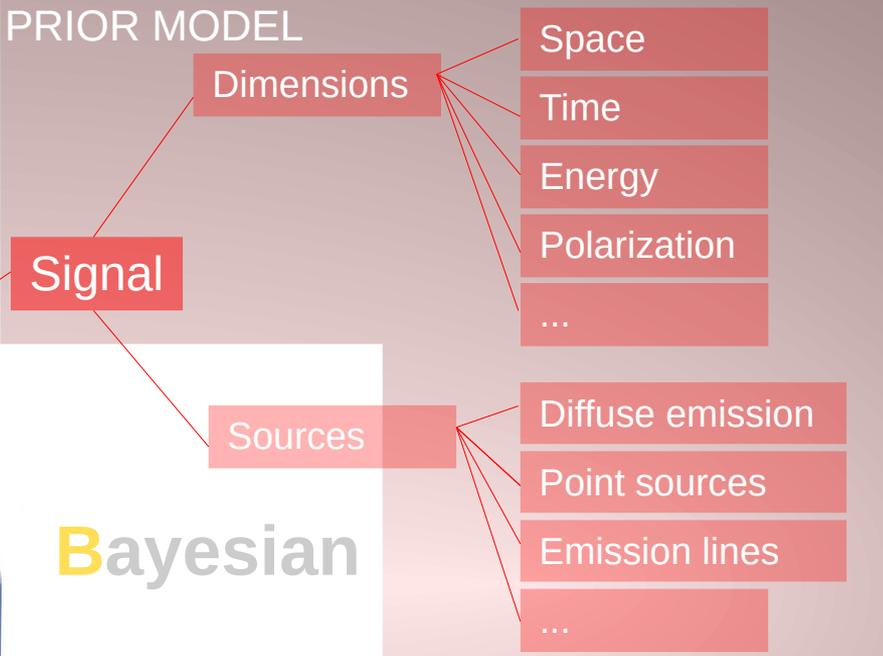 PRIOR MODEL
Dimensions
Space
Time
Energy
Polarization
...
Signal
Sources
Diffuse emission
Point sources
Emission lines
...
Bayesian